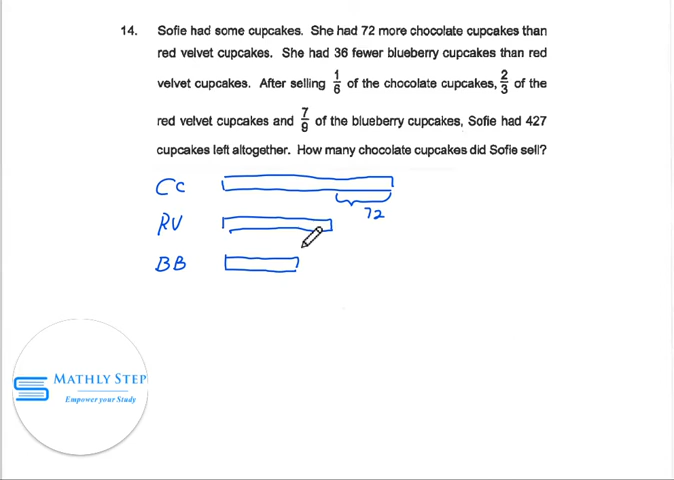 14. Sofie had some cupcakes. She had 72 more chocolate cupcakes than
red velvet cupcakes. She had 36 fewer blueberry cupcakes than red
velvet cupcakes. After selling 1/6 of the chocolate cupcakes, 2/3 of the
red velvet cupcakes and 7/9 of the blueberry cupcakes, Sofie had 427
cupcakes left altogether. How many chocolate cupcakes did Sofie sell?
CC
72
RV
BB
MATHLY STEP
Empower your Study